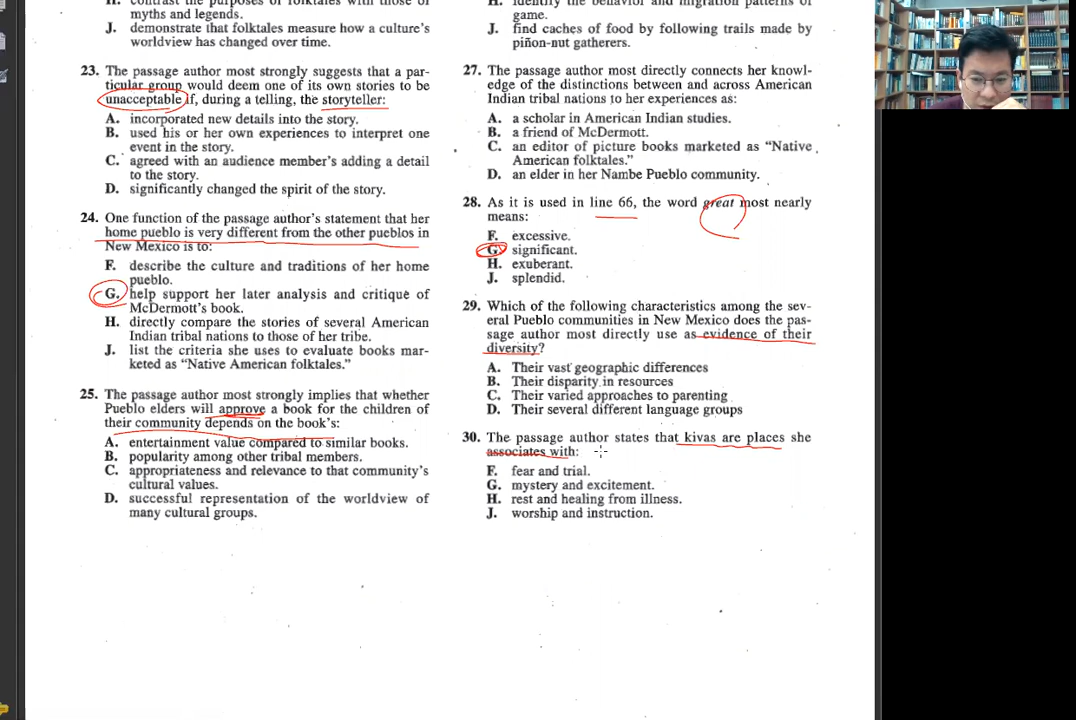 H. contrast the purposes of folktales with those of
myths and legends.
J. demonstrate that folktales measure how a culture's
worldview has changed over time.
23. The passage author most strongly suggests that a par-
ticular group would deem one of its own stories to be
unacceptable if, during a telling, the storyteller:
A. incorporated new details into the story.
B. used his or her own experiences to interpret one
event in the story.
C. agreed with an audience member's adding a detail
to the story.
D. significantly changed the spirit of the story.
24. One function of the passage author's statement that her
home pueblo is very different from the other pueblos in
New Mexico is to:
F. describe the culture and traditions of her home
pueblo.
G. help support her later analysis and critique of
McDermott's book.
H. directly compare the stories of several American
Indian tribal nations to those of her tribe.
J. list the criteria she uses to evaluate books mar-
keted as "Native American folktales."
25. The passage author most strongly implies that whether
Pueblo elders will approve a book for the children of
their community depends on the book's:
A. entertainment value compared to similar books.
B. popularity among other tribal members.
C. appropriateness and relevance to that community's
cultural values.
D. successful representation of the worldview of
many cultural groups.
H. identify the behavior and migration patterns of
game.
J. find caches of food by following trails made by
piñon-nut gatherers.
27. The passage author most directly connects her knowl-
edge of the distinctions between and across American
Indian tribal nations to her experiences as:
A. a scholar in American Indian studies.
B. a friend of McDermott.
C. an editor of picture books marketed as "Native
American folktales."
D. an elder in her Nambe Pueblo community.
28. As it is used in line 66, the word great most nearly
means:
F. excessive.
G. significant.
H. exuberant.
J. splendid.
29. Which of the following characteristics among the sev-
eral Pueblo communities in New Mexico does the pas-
sage author most directly use as evidence of their
diversity?
A. Their vast geographic differences
B. Their disparity in resources
C. Their varied approaches to parenting
D. Their several different language groups
30. The passage author states that kivas are places she
associates with:
F. fear and trial.
G. mystery and excitement.
H. rest and healing from illness.
J. worship and instruction.